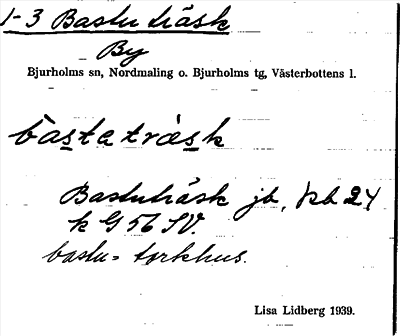 1-3 Bastuträsk
By
Bjurholms sn, Nordmaling o. Bjurholms tg, Västerbottens l.
bastatræsk
Bastuträsk jb, kb 24
k G 56 SV.
bastu = torkhus.
Lisa Lidberg 1939.